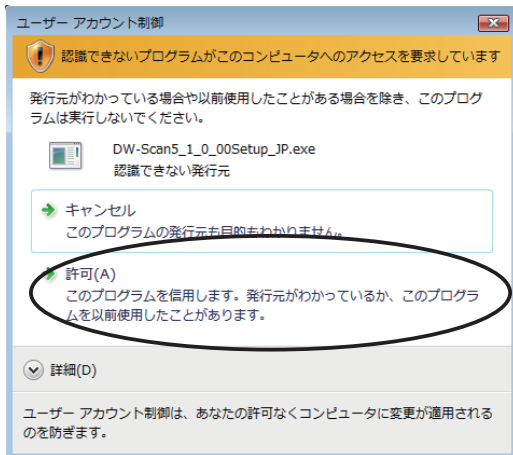 ユーザー アカウント制御
認識できないプログラムがこのコンピュータへのアクセスを要求しています
発行元がわかっている場合や以前使用したことがある場合を除き、このプログ
ラムは実行しないでください。
DW-Scan5_1_0_00Setup_JP.exe
認識できない発行元
キャンセル
このプログラムの発行元も目的もわかりません。
許可(A)
このプログラムを信用します。発行元がわかっているか、このプログラ
ムを以前使用したことがあります。
詳細(D)
ユーザー アカウント制御は、あなたの許可なくコンピュータに変更が適用される
のを防ぎます。